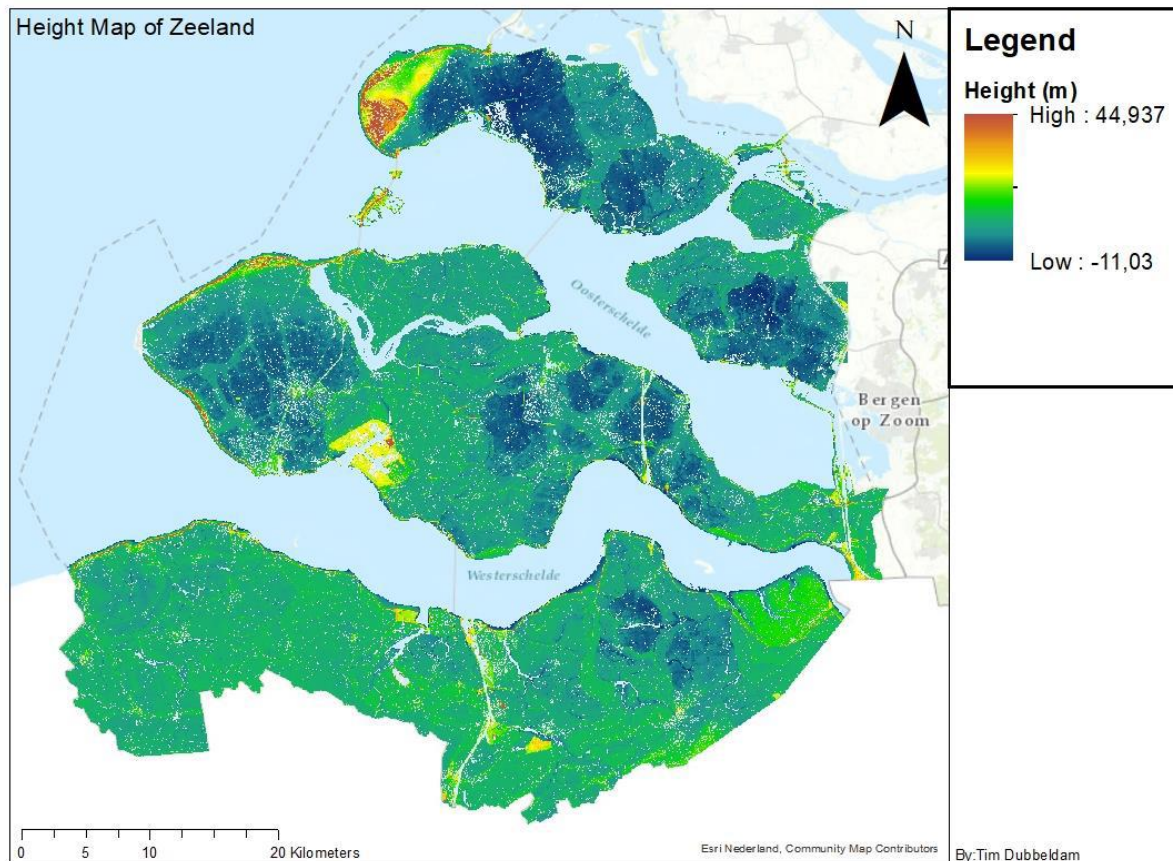 Height Map of Zeeland
N
Legend
Height (m)
High : 44,937
Low : -11,03
Oosterschelde
Bergen
op Zoom
A
Westerschelde
0 5 10 20 Kilometers
Esri Nederland, Community Map Contributors
By:Tim Dubbeldam